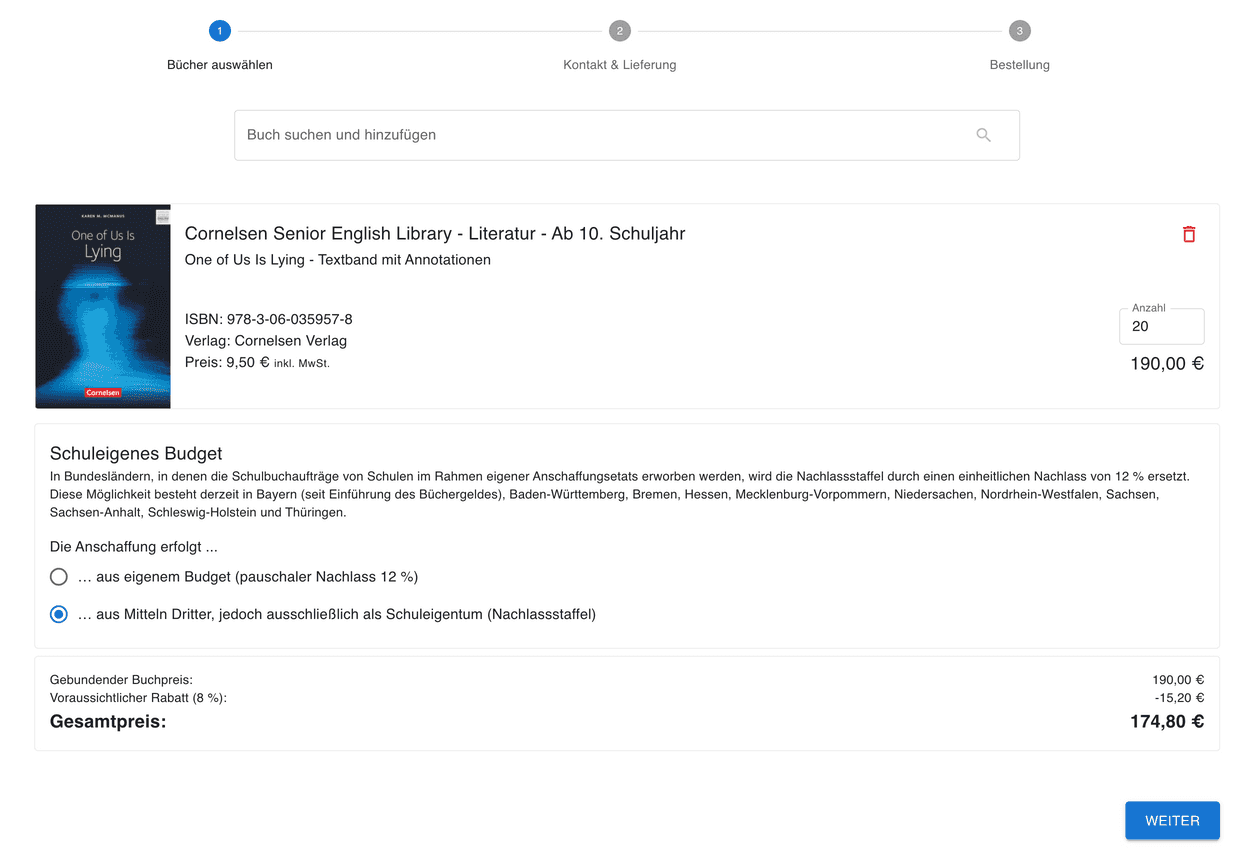 1
2
3
Bücher auswählen
Kontakt & Lieferung
Bestellung
Buch suchen und hinzufügen
KAREN M. MCMANUS
One of Us Is
Lying
Cornelsen
Cornelsen Senior English Library - Literatur - Ab 10. Schuljahr
One of Us Is Lying - Textband mit Annotationen
ISBN: 978-3-06-035957-8
Verlag: Cornelsen Verlag
Preis: 9,50 € inkl. MwSt.
Anzahl
20
190,00 €
Schuleigenes Budget
In Bundesländern, in denen die Schulbuchaufträge von Schulen im Rahmen eigener Anschaffungsetats erworben werden, wird die Nachlassstaffel durch einen einheitlichen Nachlass von 12 % ersetzt.
Diese Möglichkeit besteht derzeit in Bayern (seit Einführung des Büchergeldes), Baden-Württemberg, Bremen, Hessen, Mecklenburg-Vorpommern, Niedersachen, Nordrhein-Westfalen, Sachsen,
Sachsen-Anhalt, Schleswig-Holstein und Thüringen.
Die Anschaffung erfolgt ...
… aus eigenem Budget (pauschaler Nachlass 12 %)
… aus Mitteln Dritter, jedoch ausschließlich als Schuleigentum (Nachlassstaffel)
Gebundender Buchpreis: 190,00 €
Voraussichtlicher Rabatt (8 %): -15,20 €
Gesamtpreis: 174,80 €
WEITER